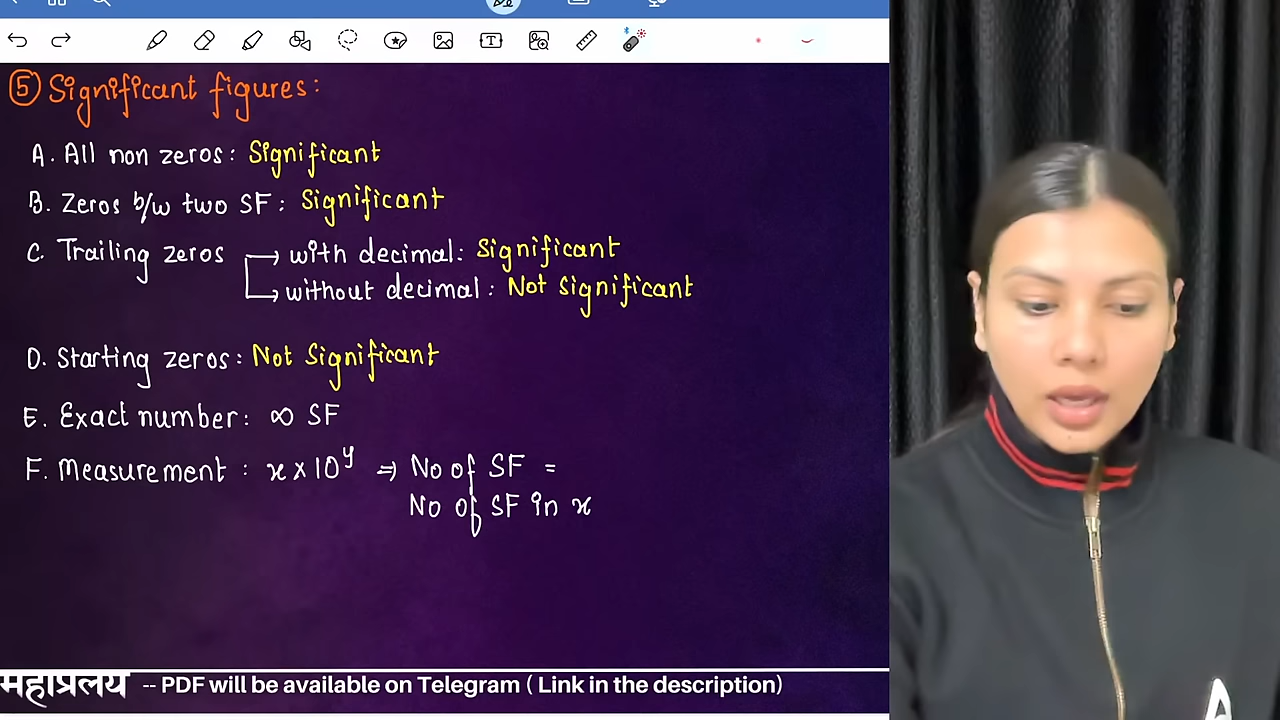 ⑤ Significant figures:
A. All non zeros: Significant
B. Zeros b/w two SF: Significant
C. Trailing zeros → with decimal: Significant
→ without decimal: Not Significant
D. Starting zeros: Not Significant
E. Exact number: ∞ SF
F. Measurement: x×10^y ⇒ No of SF =
No of SF in x
महाप्रलय -- PDF will be available on Telegram ( Link in the description)
A